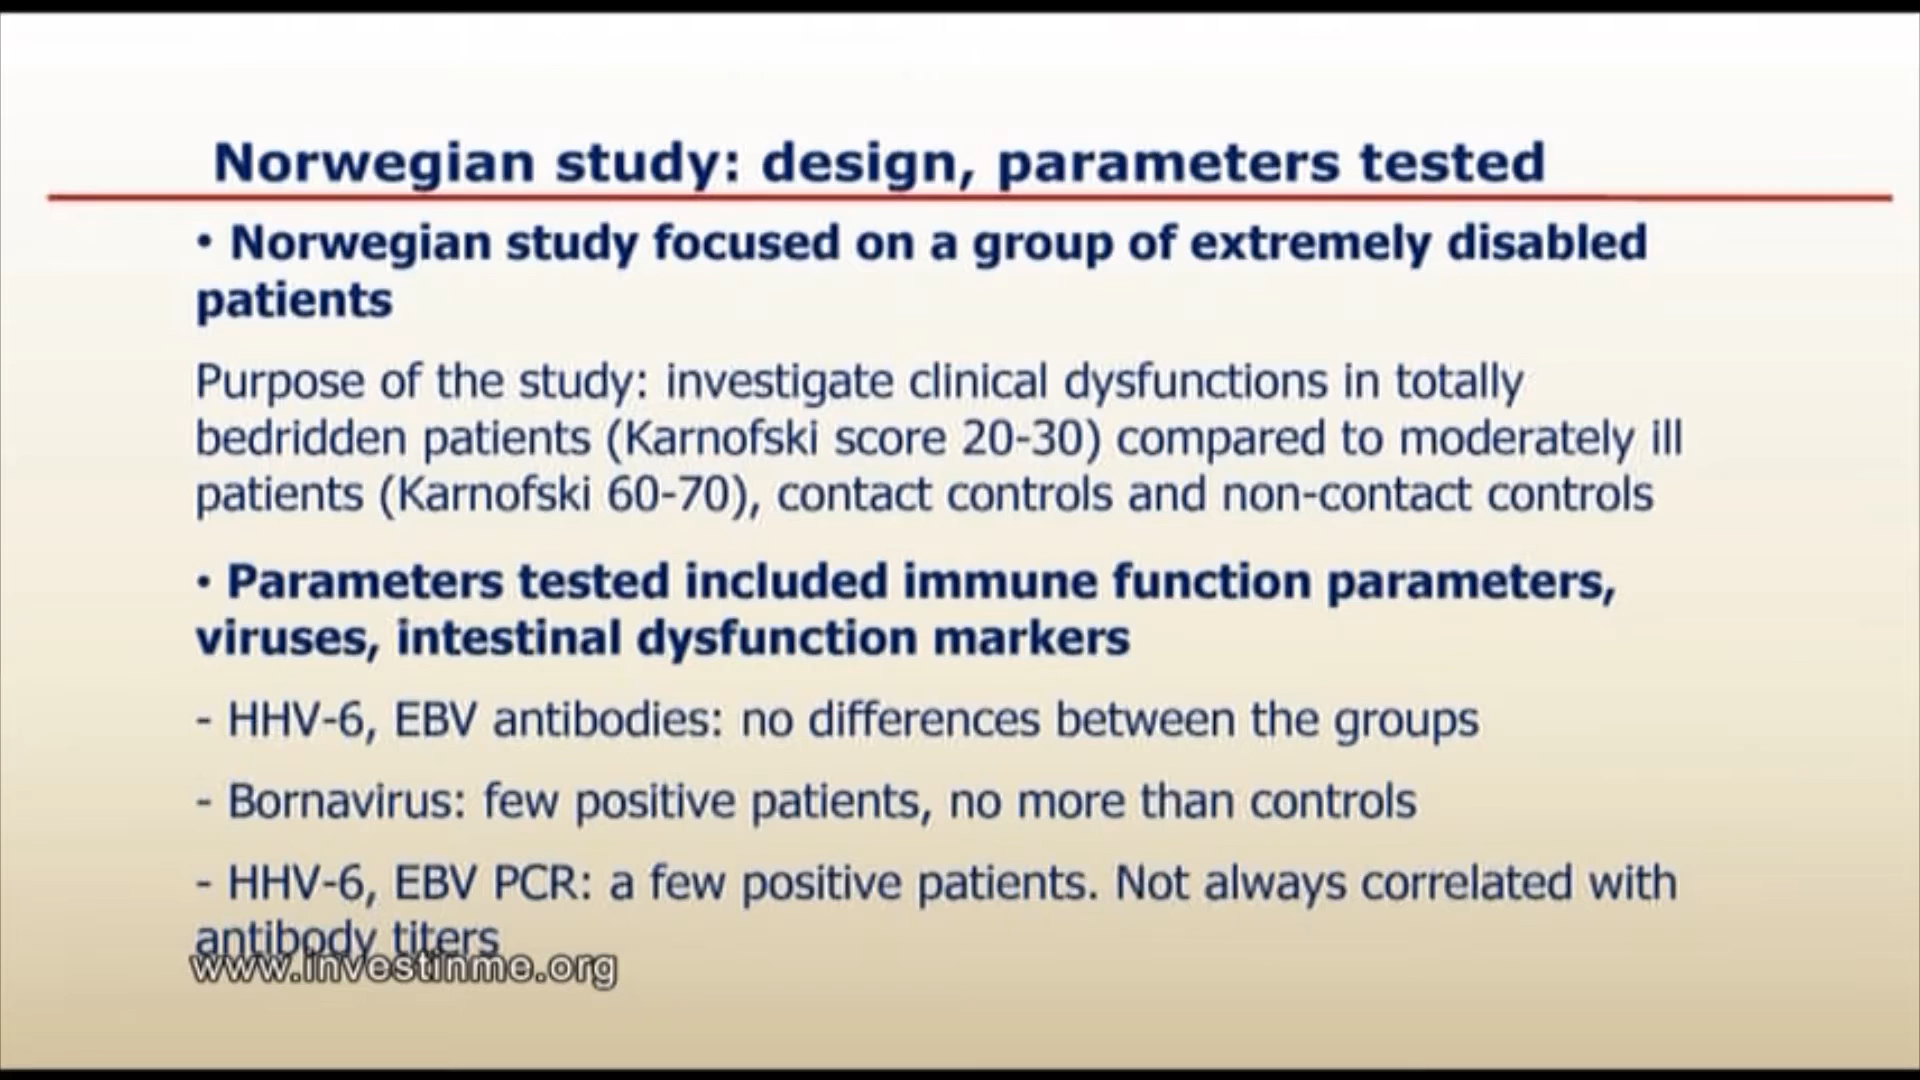 Norwegian study: design, parameters tested
• Norwegian study focused on a group of extremely disabled
patients
Purpose of the study: investigate clinical dysfunctions in totally
bedridden patients (Karnofski score 20-30) compared to moderately ill
patients (Karnofski 60-70), contact controls and non-contact controls
• Parameters tested included immune function parameters,
viruses, intestinal dysfunction markers
- HHV-6, EBV antibodies: no differences between the groups
- Bornavirus: few positive patients, no more than controls
- HHV-6, EBV PCR: a few positive patients. Not always correlated with
antibody titers
www.investinme.org